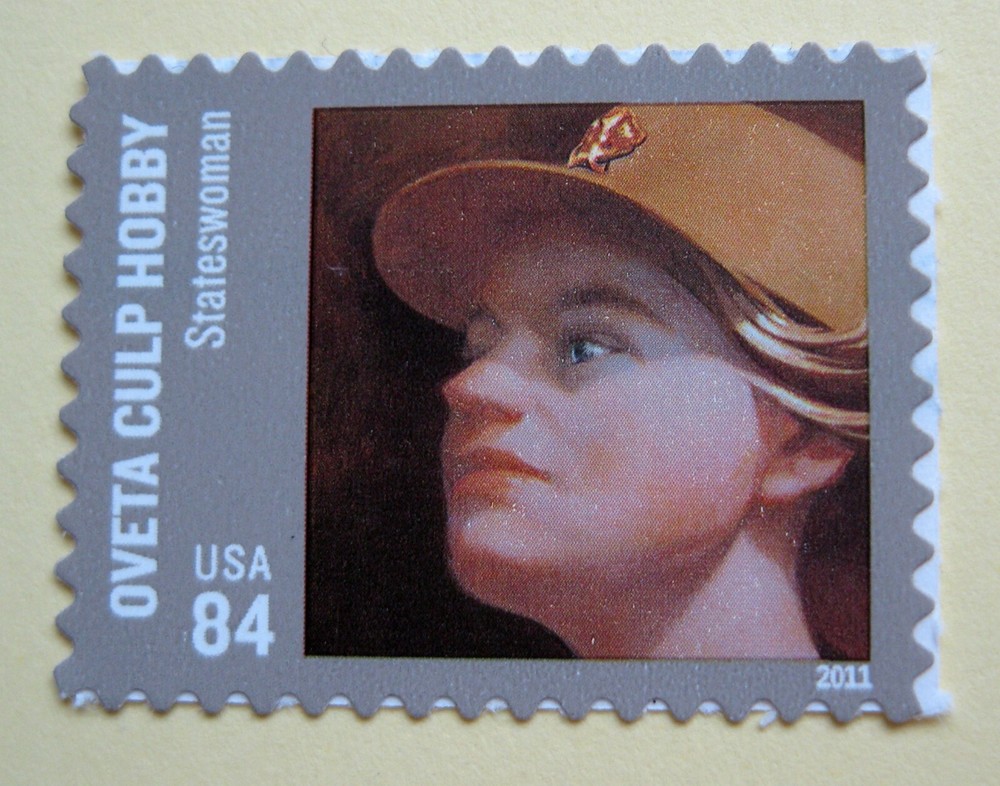 OVETA CULP HOBBY
Stateswoman
USA
84
2011